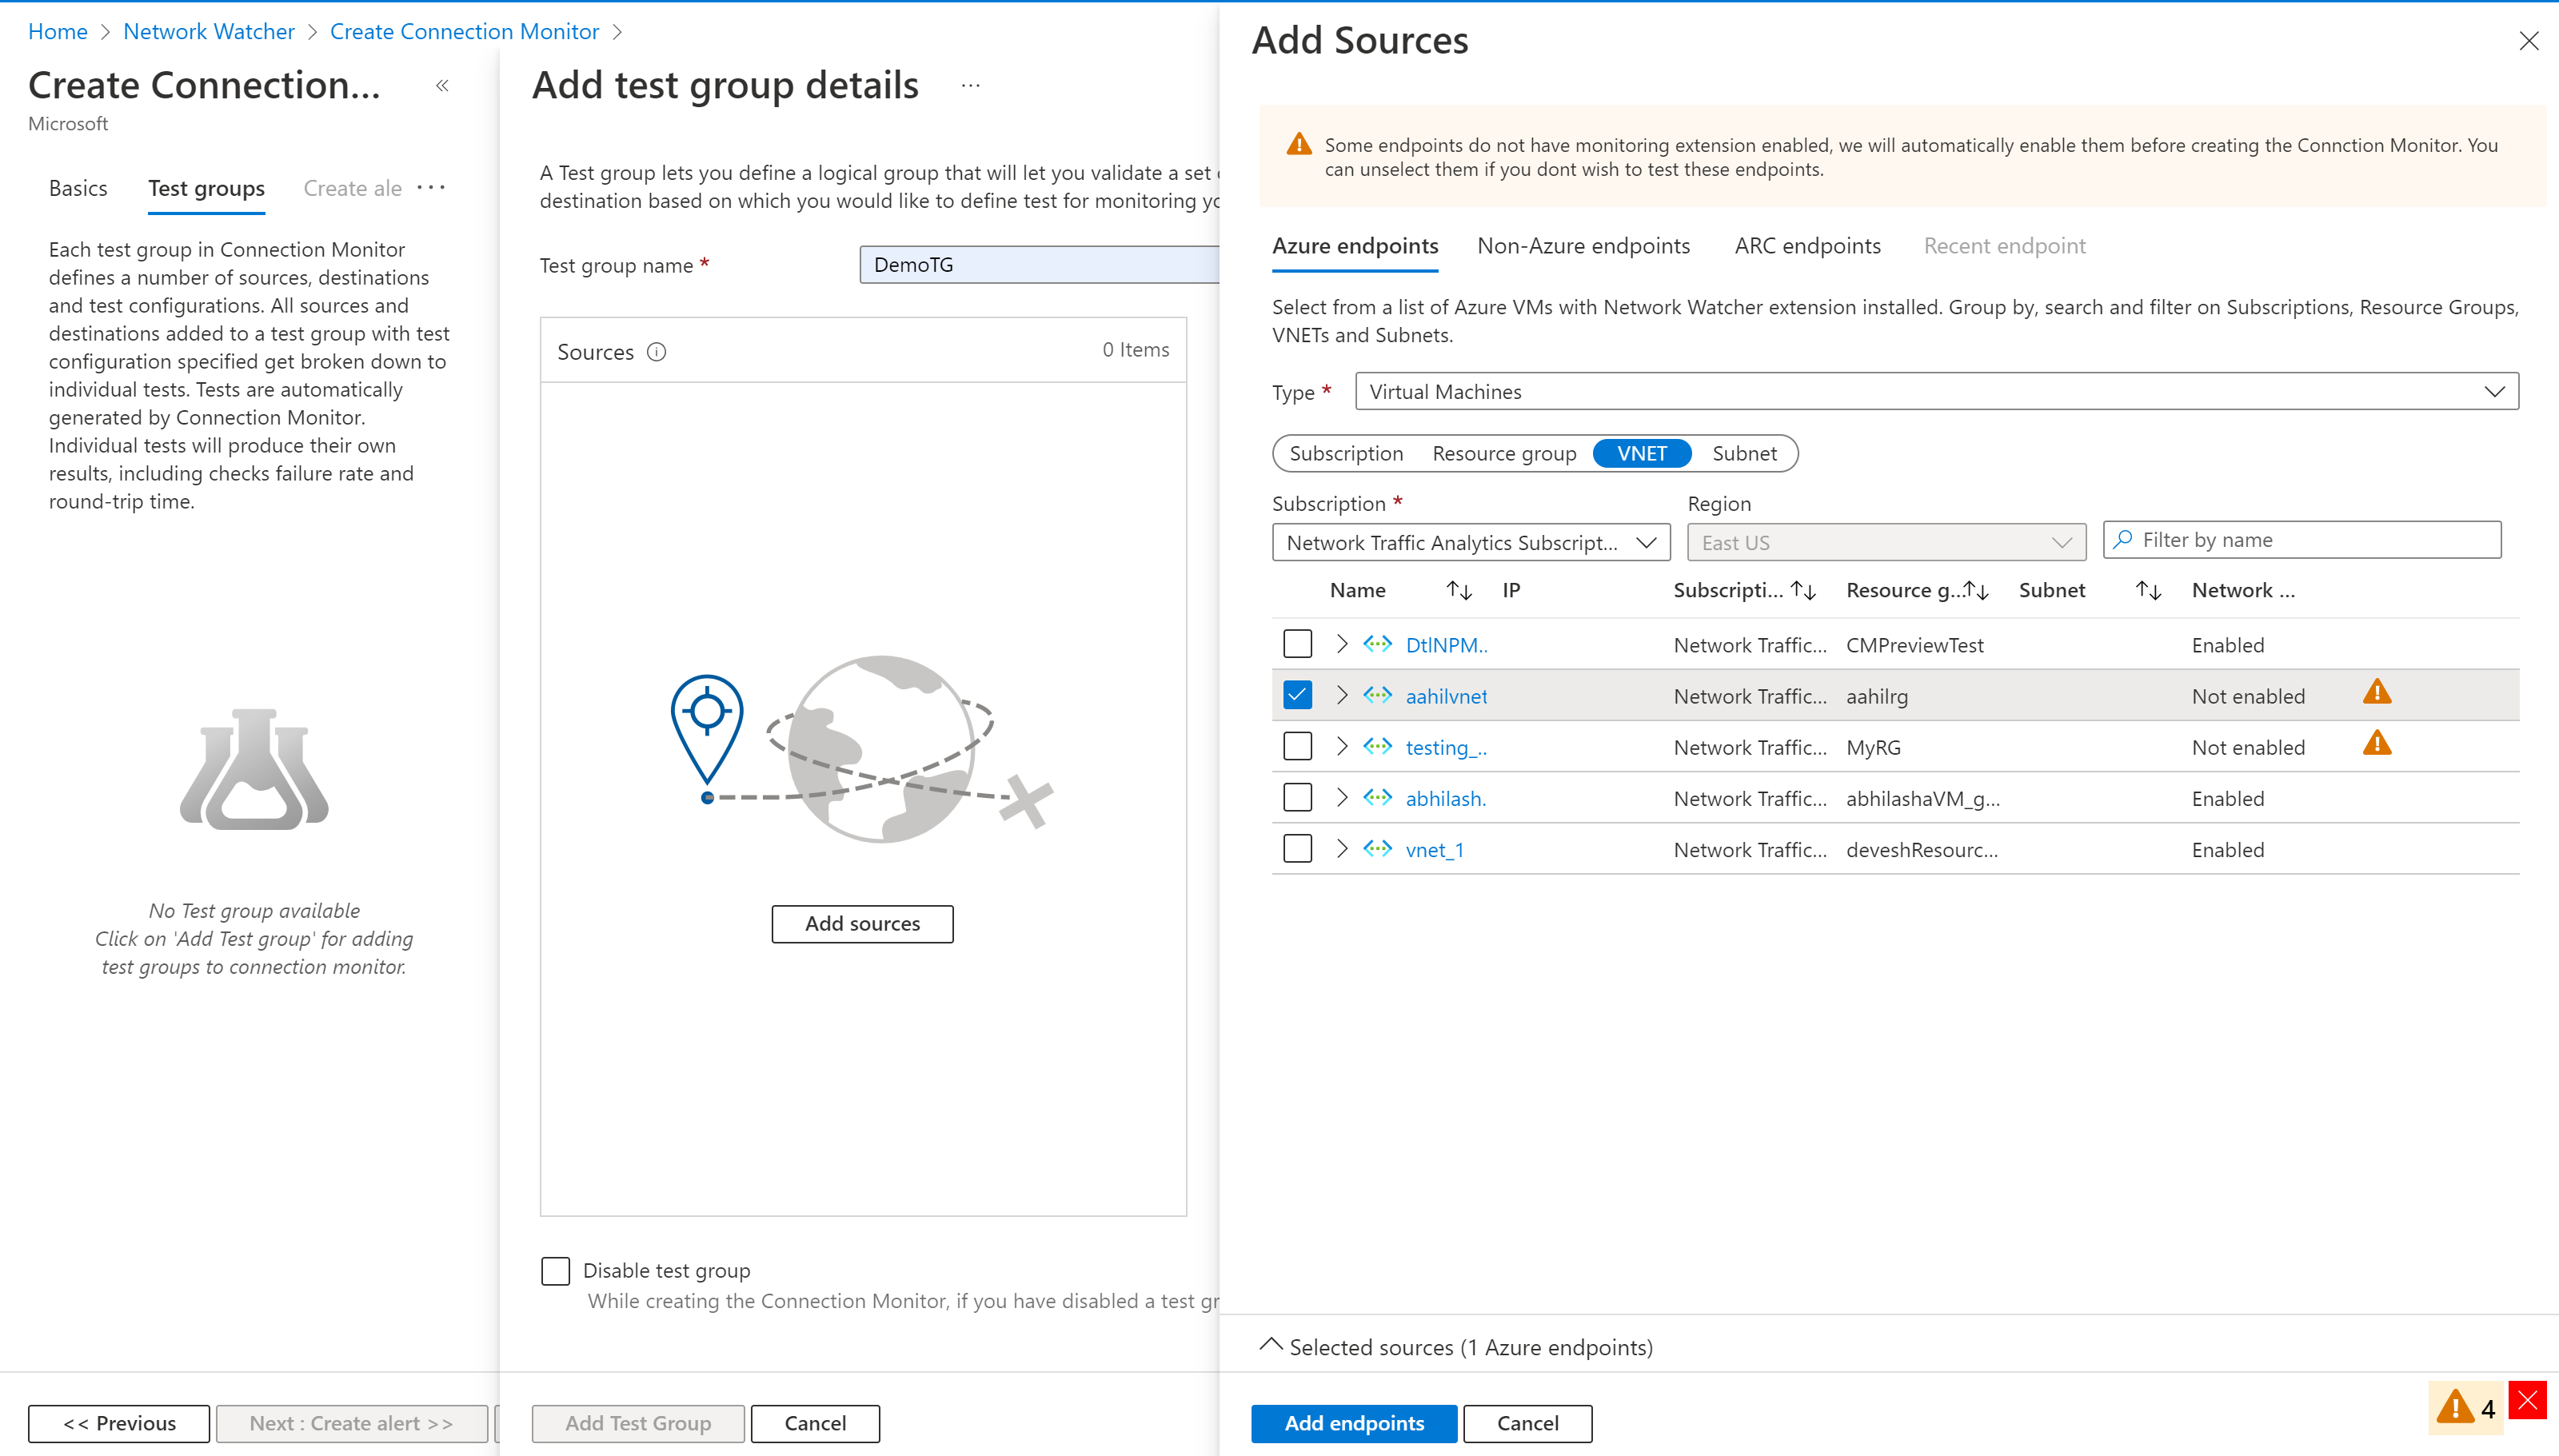 Home > Network Watcher > Create Connection Monitor >
Create Connection...
«
Microsoft
Basics
Test groups
Create ale
...
Each test group in Connection Monitor
defines a number of sources, destinations
and test configurations. All sources and
destinations added to a test group with test
configuration specified get broken down to
individual tests. Tests are automatically
generated by Connection Monitor.
Individual tests will produce their own
results, including checks failure rate and
round-trip time.
No Test group available
Click on 'Add Test group' for adding
test groups to connection monitor.
<< Previous
Next : Create alert >>
Add test group details
...
A Test group lets you define a logical group that will let you validate a set
destination based on which you would like to define test for monitoring yo
Test group name *
DemoTG
Sources
0 Items
Add sources
Disable test group
While creating the Connection Monitor, if you have disabled a test gr
Add Test Group
Cancel
Add Sources
Some endpoints do not have monitoring extension enabled, we will automatically enable them before creating the Connction Monitor. You
can unselect them if you dont wish to test these endpoints.
Azure endpoints
Non-Azure endpoints
ARC endpoints
Recent endpoint
Select from a list of Azure VMs with Network Watcher extension installed. Group by, search and filter on Subscriptions, Resource Groups,
VNETs and Subnets.
Type *
Virtual Machines
Subscription
Resource group
VNET
Subnet
Subscription *
Region
Network Traffic Analytics Subscript...
East US
Filter by name
Name IP Subscripti... Resource g... Subnet Network ...
DtlNPM.. Network Traffic... CMPreviewTest Enabled
aahilvnet Network Traffic... aahilrg Not enabled
testing_.. Network Traffic... MyRG Not enabled
abhilash. Network Traffic... abhilashaVM_g... Enabled
vnet_1 Network Traffic... deveshResourc... Enabled
Selected sources (1 Azure endpoints)
Add endpoints
Cancel
4